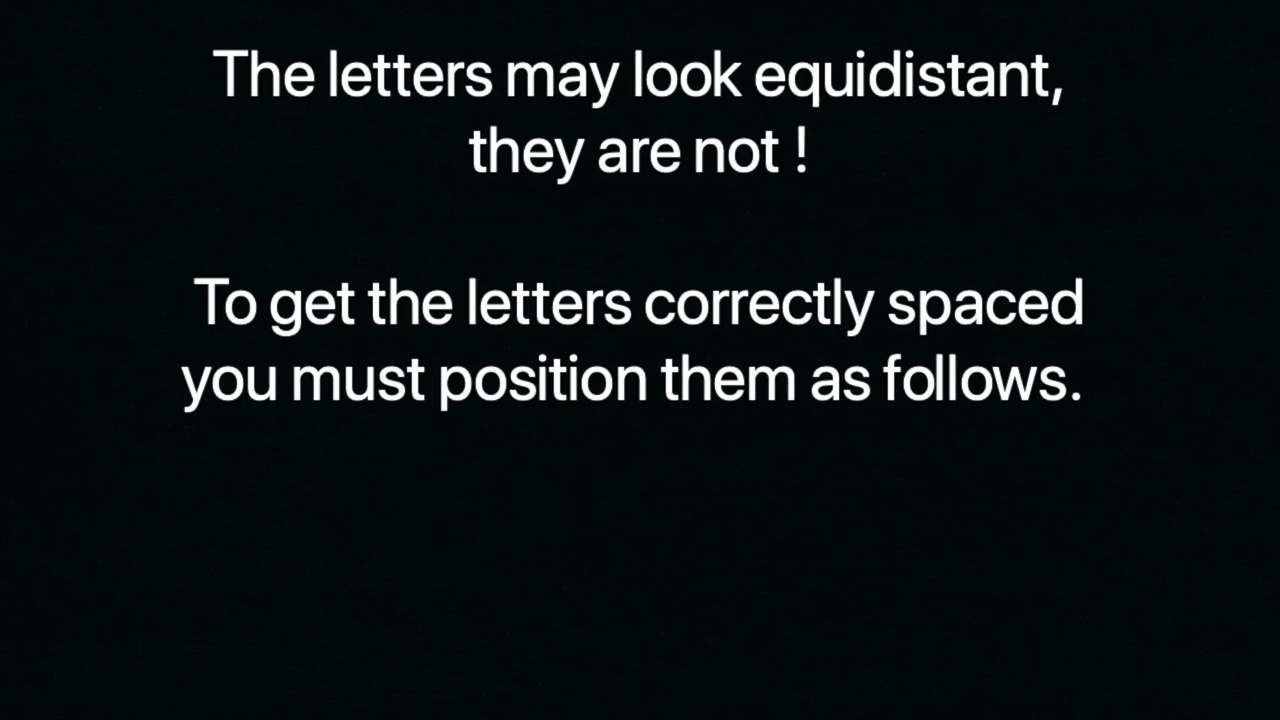 The letters may look equidistant,
they are not !
To get the letters correctly spaced
you must position them as follows.